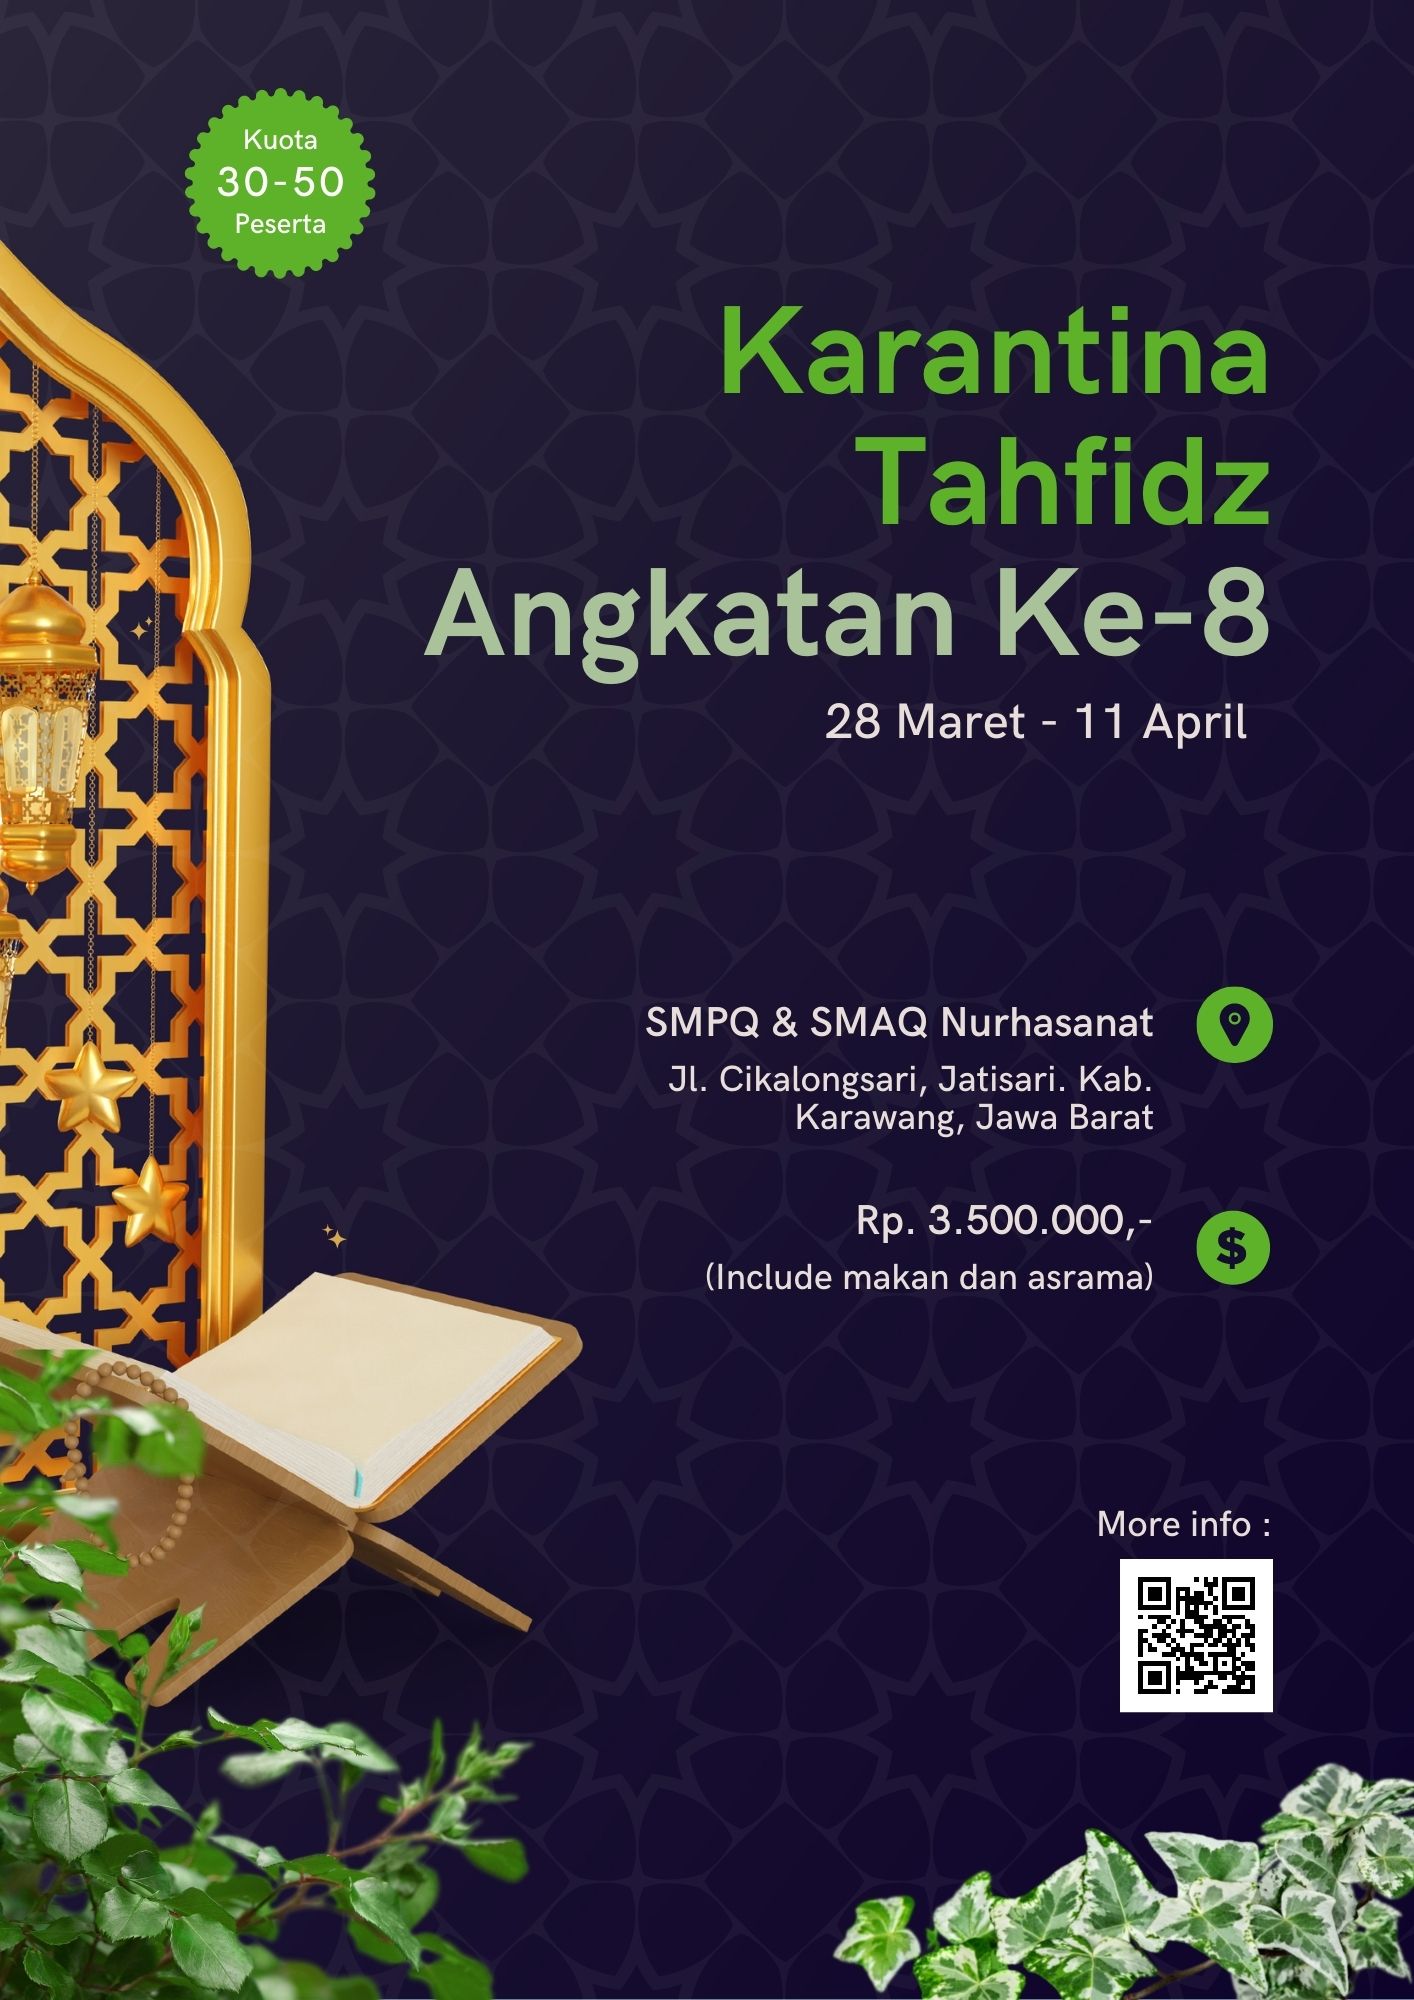 Kuota
30-50
Peserta
Karantina
Tahfidz
Angkatan Ke-8
28 Maret - 11 April
SMPQ & SMAQ Nurhasanat
Jl. Cikalongsari, Jatisari. Kab.
Karawang, Jawa Barat
Rp. 3.500.000,-
(Include makan dan asrama)
More info :